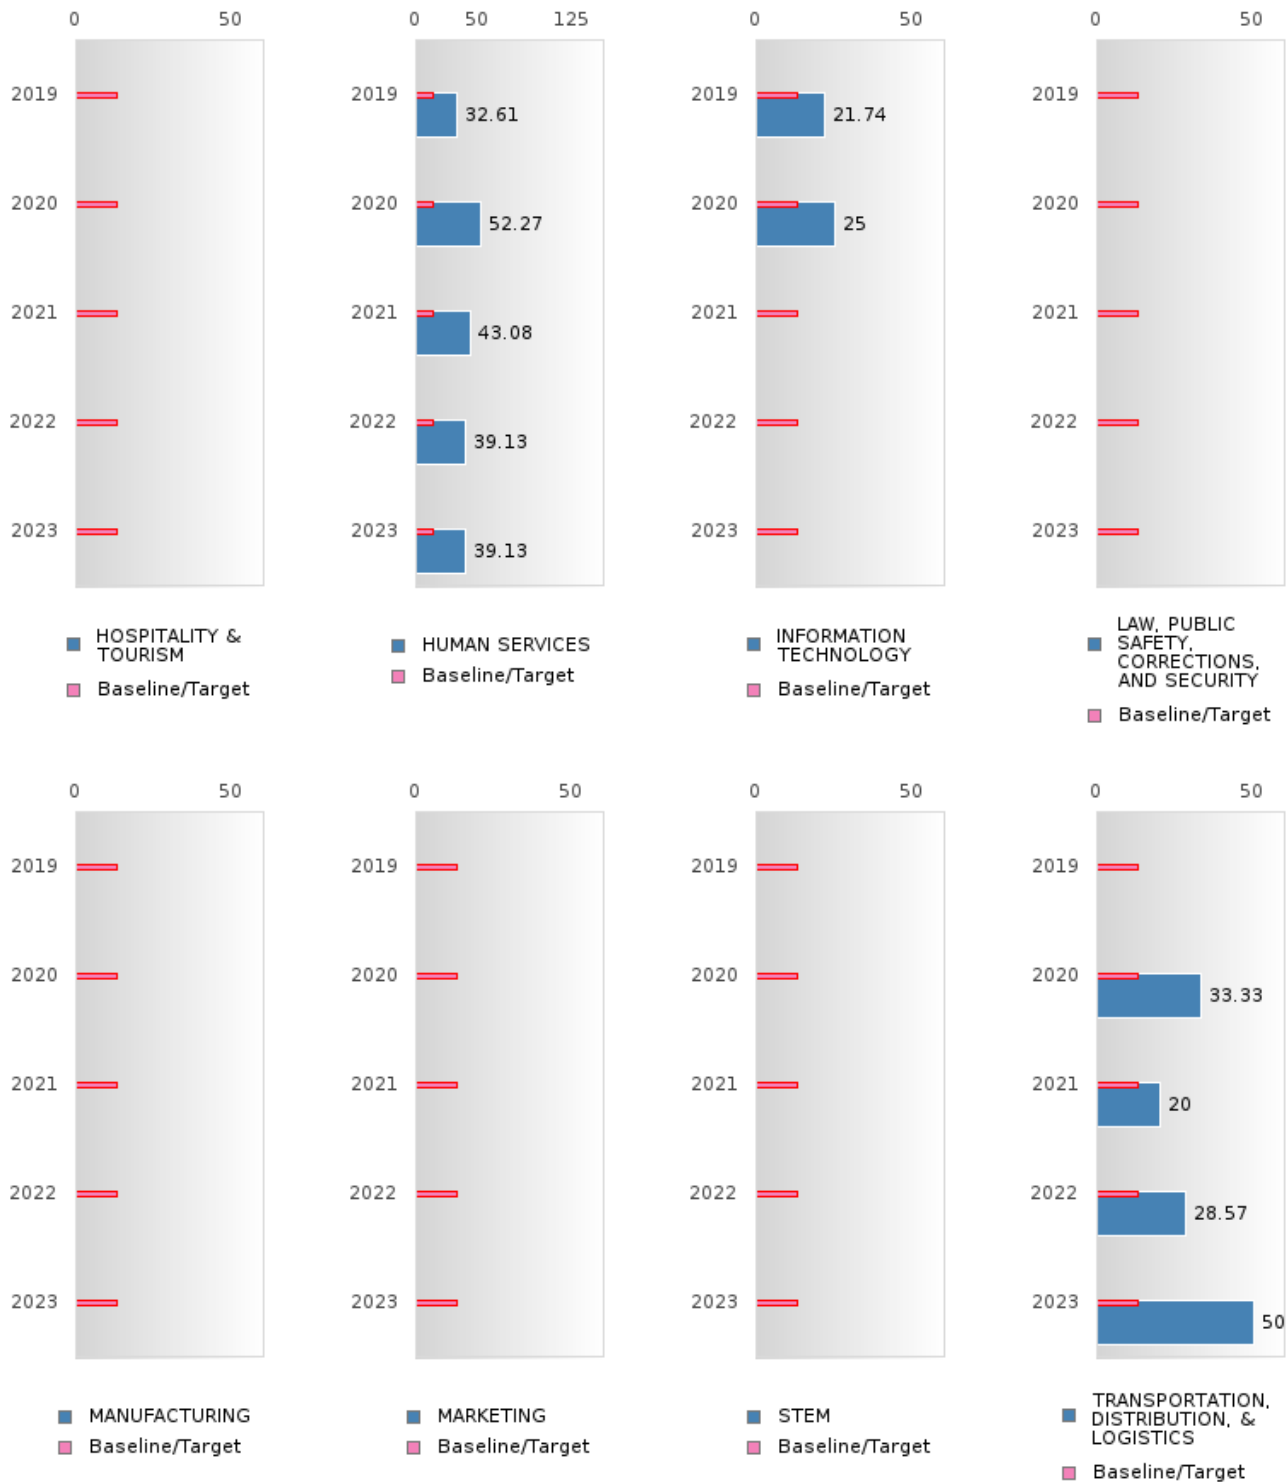 0 50
2019
2020
2021
2022
2023
HOSPITALITY &
TOURISM
Baseline/Target
0 50 125
2019
32.61
2020
52.27
2021
43.08
2022
39.13
2023
39.13
HUMAN SERVICES
Baseline/Target
0 50
2019
21.74
2020
25
2021
2022
2023
INFORMATION
TECHNOLOGY
Baseline/Target
0 50
2019
2020
2021
2022
2023
LAW, PUBLIC
SAFETY,
CORRECTIONS,
AND SECURITY
Baseline/Target
0 50
2019
2020
2021
2022
2023
MANUFACTURING
Baseline/Target
0 50
2019
2020
2021
2022
2023
MARKETING
Baseline/Target
0 50
2019
2020
2021
2022
2023
STEM
Baseline/Target
0 50
2019
2020
33.33
2021
20
2022
28.57
2023
50
TRANSPORTATION,
DISTRIBUTION, &
LOGISTICS
Baseline/Target